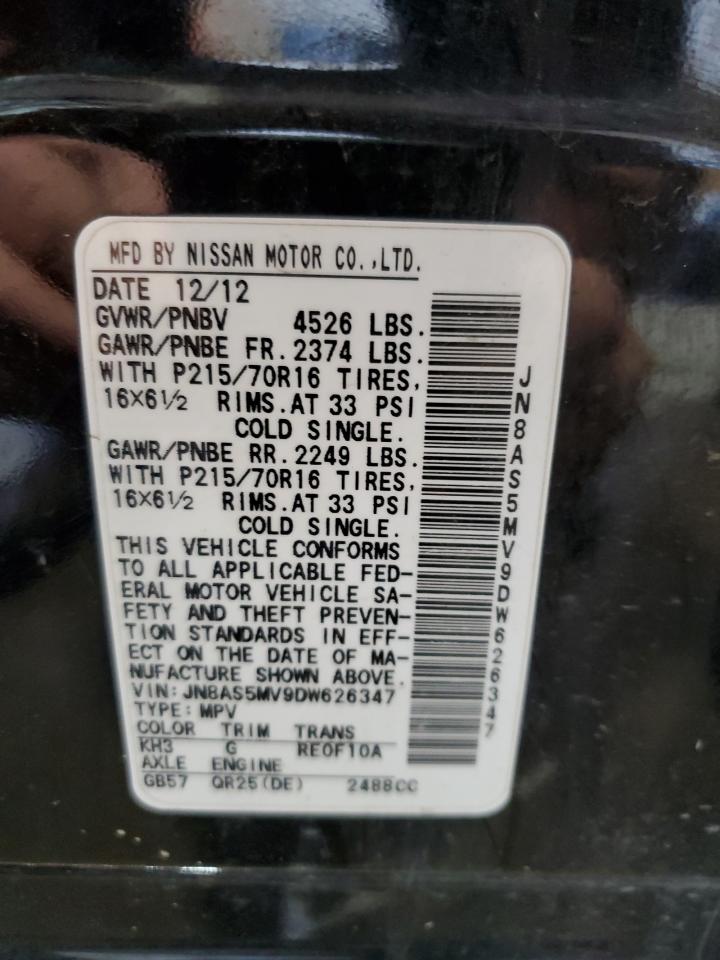 MFD BY NISSAN MOTOR CO.,LTD.
DATE 12/12
GVWR/PNBV 4526 LBS.
GAWR/PNBE FR. 2374 LBS.
WITH P215/70R16 TIRES,
16X6½ RIMS. AT 33 PSI
COLD SINGLE.
GAWR/PNBE RR. 2249 LBS.
WITH P215/70R16 TIRES,
16X6½ RIMS. AT 33 PSI
COLD SINGLE.
THIS VEHICLE CONFORMS
TO ALL APPLICABLE FED-
ERAL MOTOR VEHICLE SA-
FETY AND THEFT PREVEN-
TION STANDARDS IN EFF-
ECT ON THE DATE OF MA-
NUFACTURE SHOWN ABOVE.
VIN: JN8AS5MV9DW626347
TYPE: MPV
COLOR TRIM TRANS
KH3 G RE0F10A
AXLE ENGINE
GB57 QR25(DE) 2488CC
JN8AS5MV9DW626347